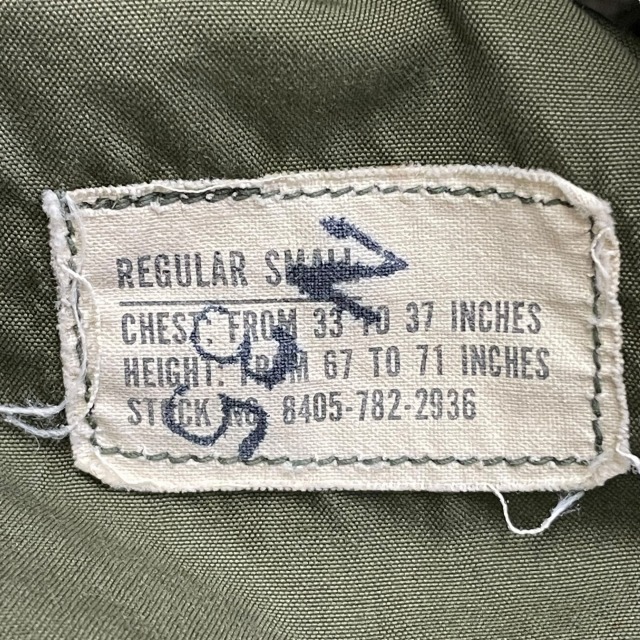 REGULAR SMALL
CHEST: FROM 33 TO 37 INCHES
HEIGHT: FROM 67 TO 71 INCHES
STOCK NO. 8405-782-2936